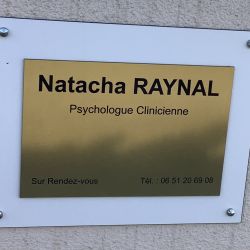 Natacha RAYNAL
Psychologue Clinicienne
Sur Rendez-vous Tél. : 06 51 20 69 08